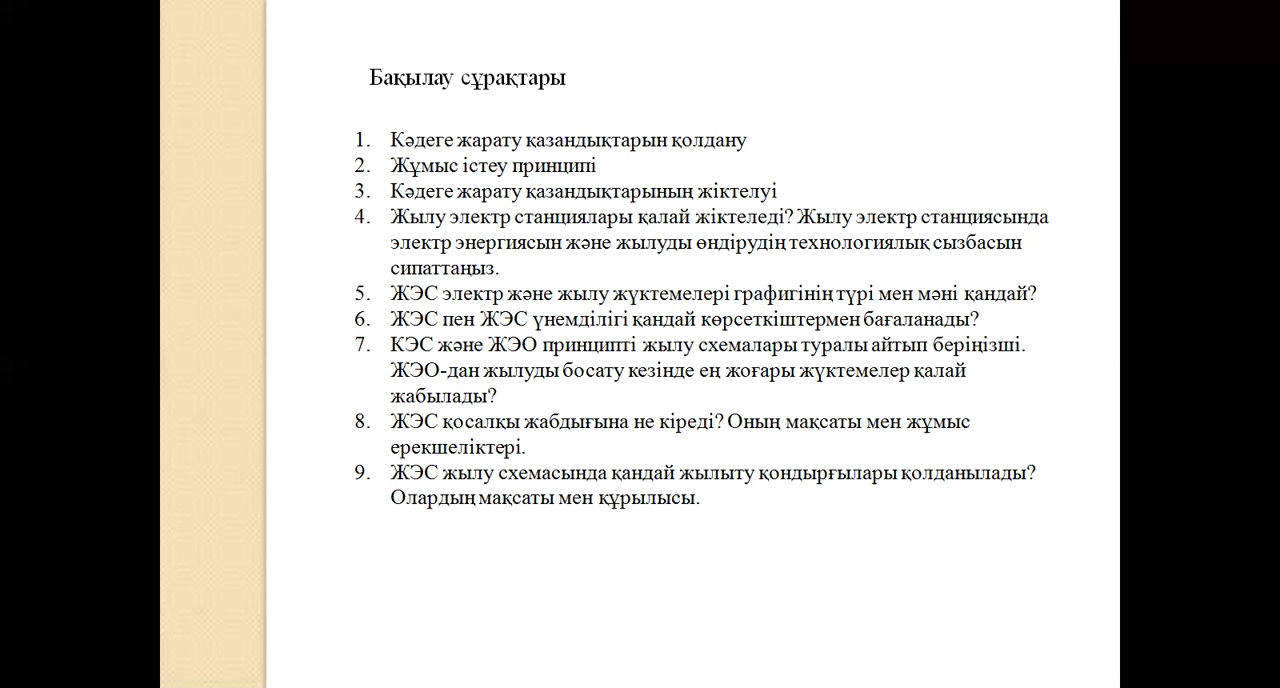 Бақылау сұрақтары
1. Кәдеге жарату қазандықтарын қолдану
2. Жұмыс істеу принципі
3. Кәдеге жарату қазандықтарының жіктелуі
4. Жылу электр станциялары қалай жіктеледі? Жылу электр станциясында
электр энергиясын және жылуды өндірудің технологиялық сызбасын
сипаттаңыз.
5. ЖЭС электр және жылу жүктемелері графигінің түрі мен мәні қандай?
6. ЖЭС пен ЖЭС үнемділігі қандай көрсеткіштермен бағаланады?
7. КЭС және ЖЭО принципті жылу схемалары туралы айтып беріңізші.
ЖЭО-дан жылуды босату кезінде ең жоғары жүктемелер қалай
жабылады?
8. ЖЭС қосалқы жабдығына не кіреді? Оның мақсаты мен жұмыс
ерекшеліктері.
9. ЖЭС жылу схемасында қандай жылыту қондырғылары қолданылады?
Олардың мақсаты мен құрылысы.